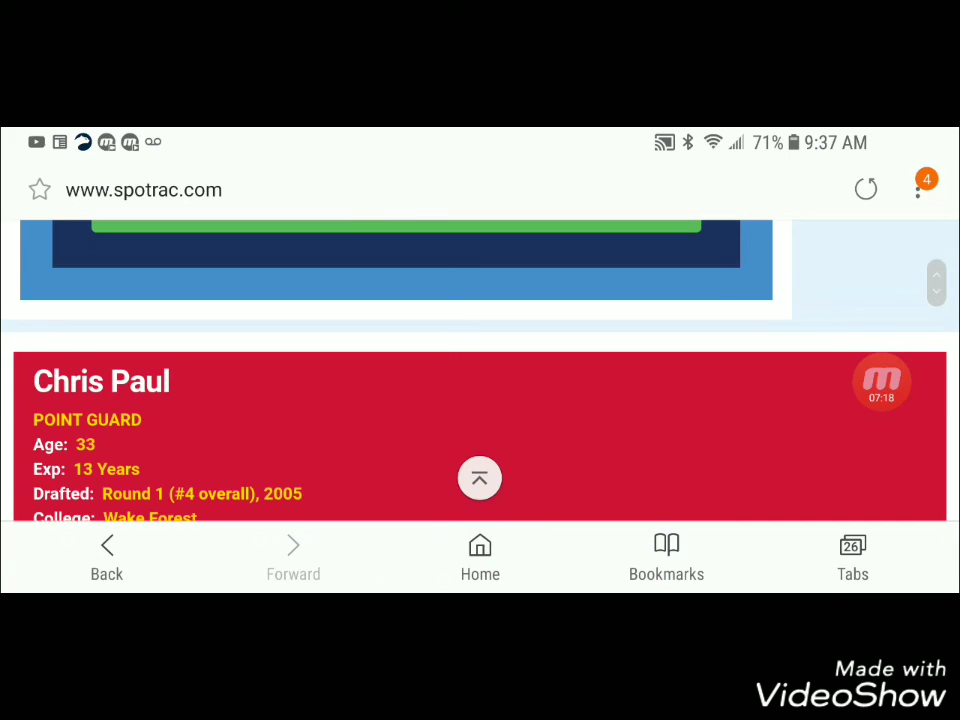 71% 9:37 AM
www.spotrac.com
4
Chris Paul
07:18
POINT GUARD
Age: 33
Exp: 13 Years
Drafted: Round 1 (#4 overall), 2005
College: Wake Forest
Back
Forward
Home
Bookmarks
26
Tabs
Made with
VideoShow